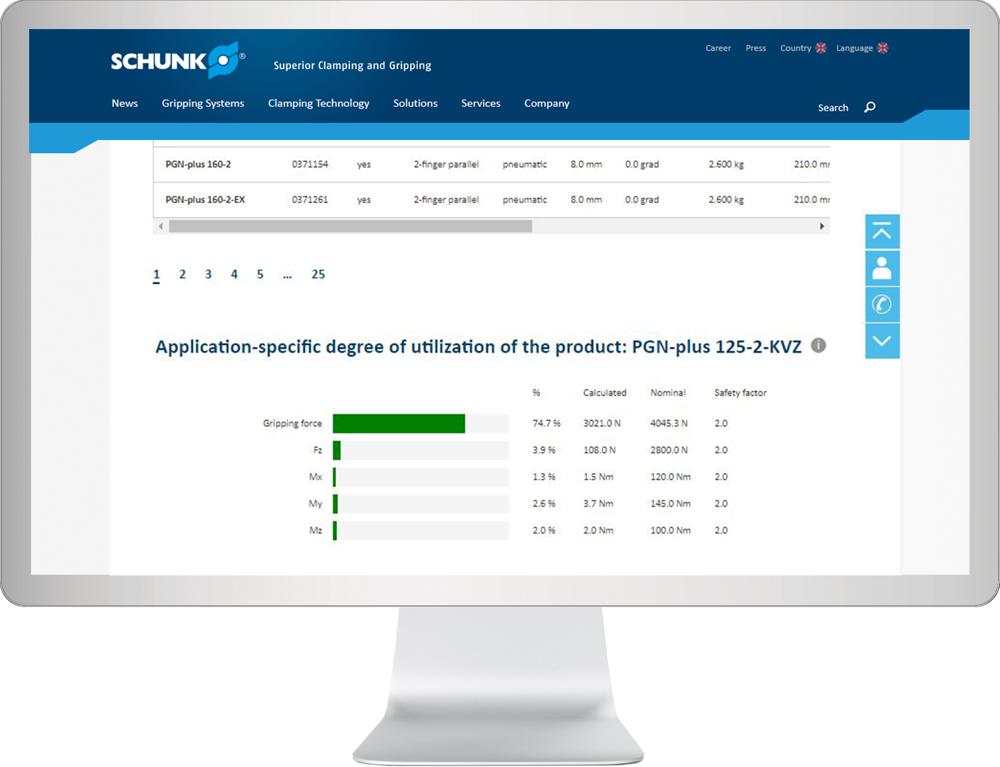 SCHUNK ®
Superior Clamping and Gripping
Career Press Country Language
News Gripping Systems Clamping Technology Solutions Services Company
Search
PGN-plus 160-2 0371154 yes 2-finger parallel pneumatic 8.0 mm 0.0 grad 2.600 kg 210.0 mm
PGN-plus 160-2-EX 0371261 yes 2-finger parallel pneumatic 8.0 mm 0.0 grad 2.600 kg 210.0 mm
1 2 3 4 5 ... 25
Application-specific degree of utilization of the product: PGN-plus 125-2-KVZ i
% Calculated Nominal Safety factor
Gripping force 74.7 % 3021.0 N 4045.3 N 2.0
Fz 3.9 % 108.0 N 2800.0 N 2.0
Mx 1.3 % 1.5 Nm 120.0 Nm 2.0
My 2.6 % 3.7 Nm 145.0 Nm 2.0
Mz 2.0 % 2.0 Nm 100.0 Nm 2.0